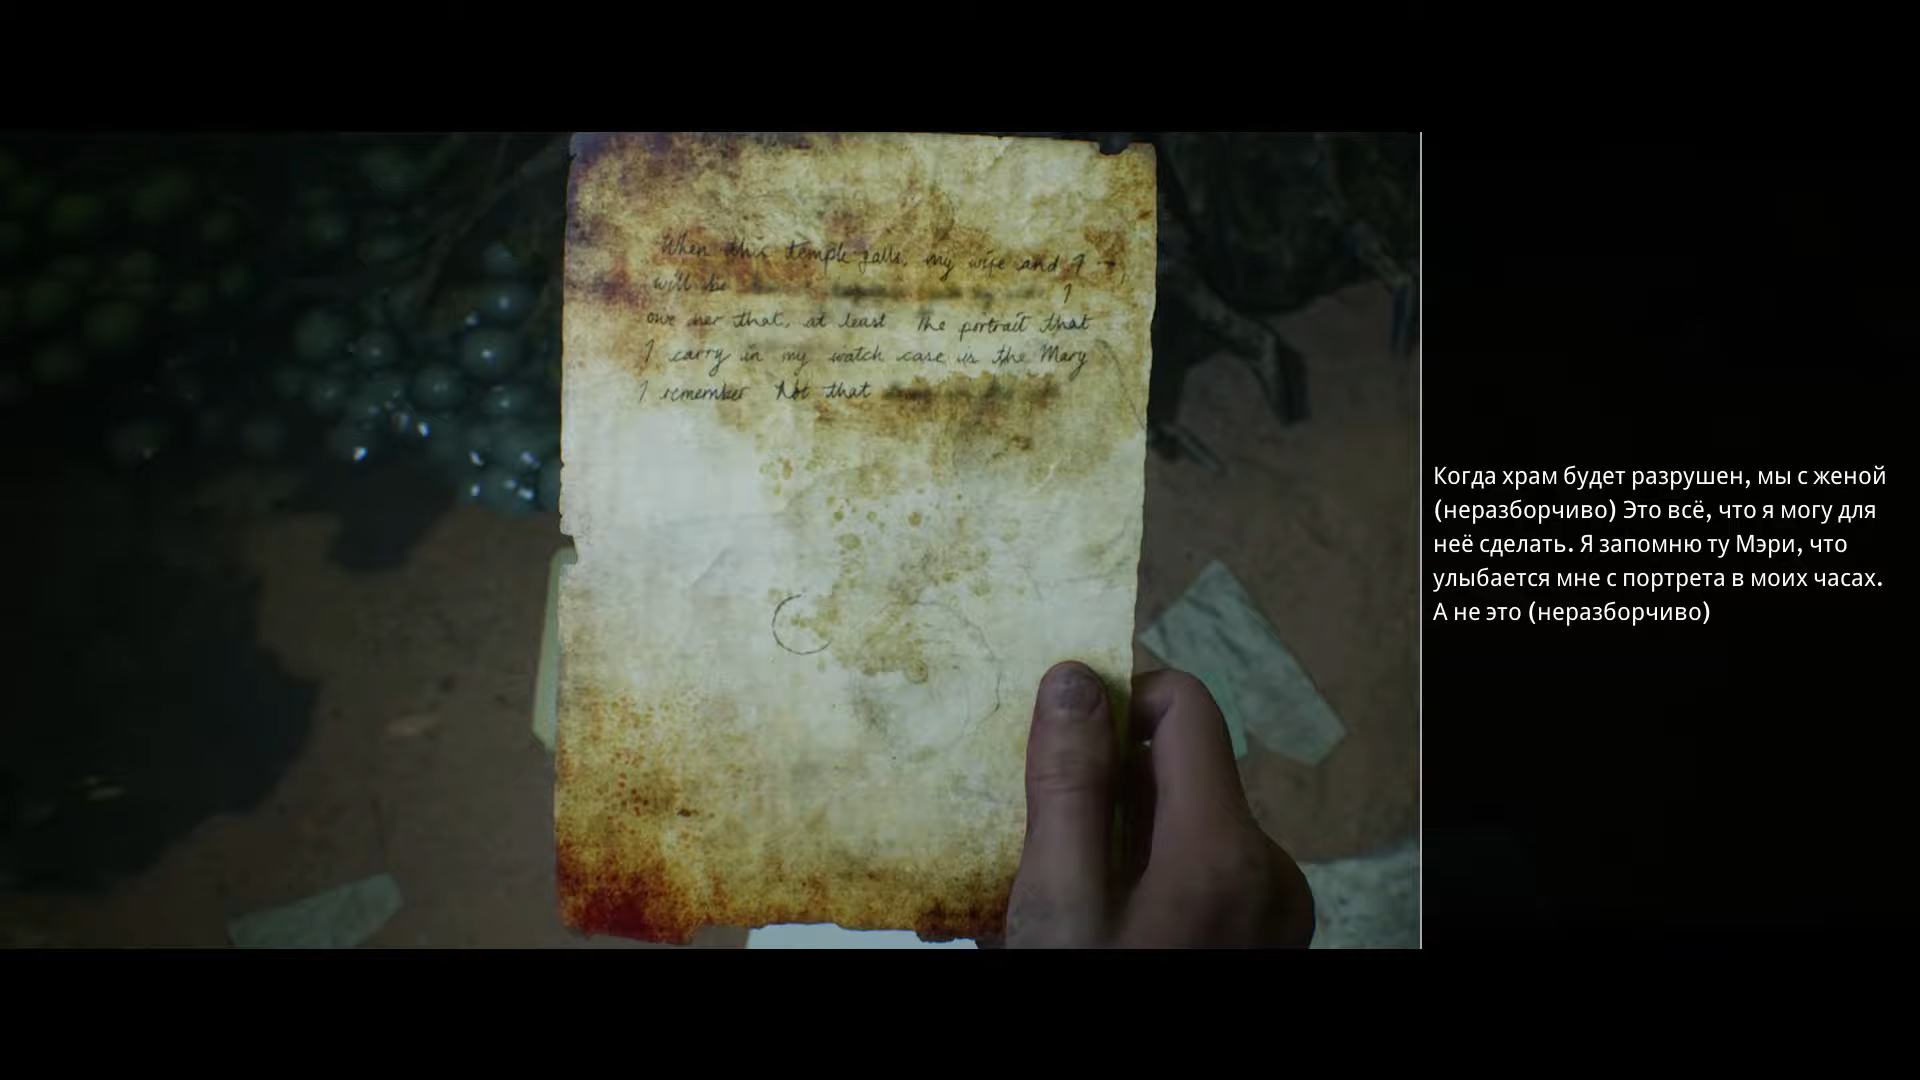 When this temple falls, my wife and I
will be I
owe her that, at least The portrait that
I carry in my watch case is the Mary
I remember Not that
Когда храм будет разрушен, мы с женой
(неразборчиво) Это всё, что я могу для
неё сделать. Я запомню ту Мэри, что
улыбается мне с портрета в моих часах.
А не это (неразборчиво)